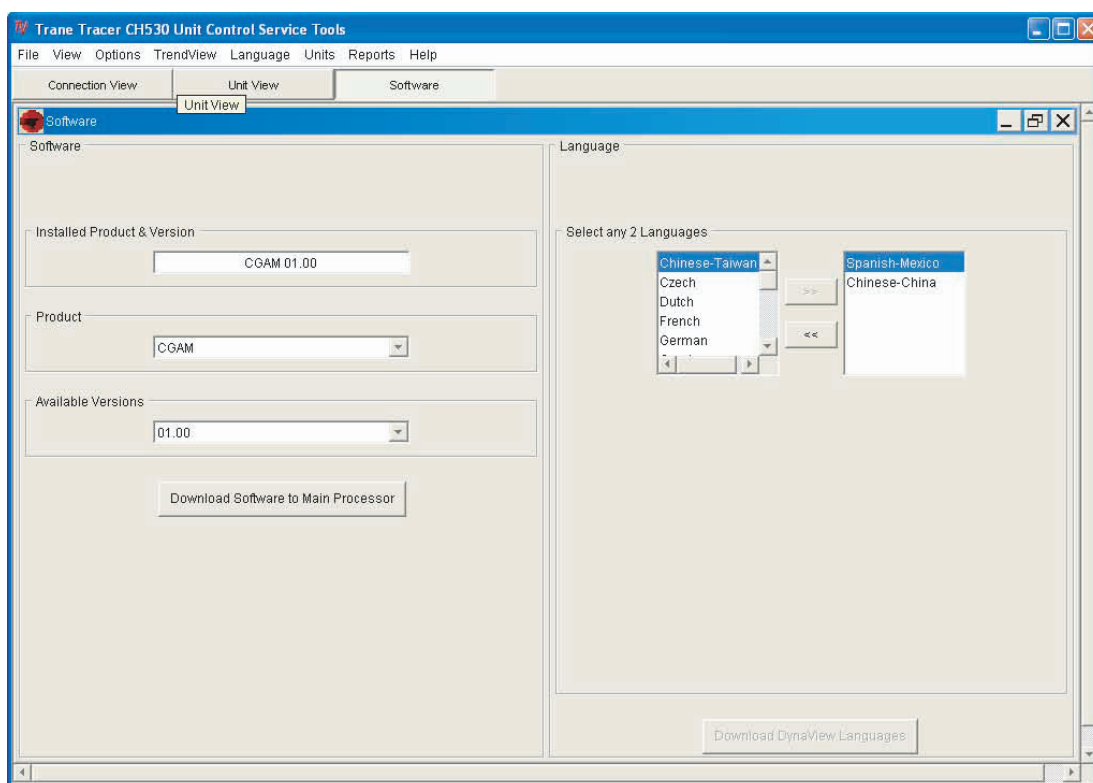 Trane Tracer CH530 Unit Control Service Tools
File View Options TrendView Language Units Reports Help
Connection View Unit View Software
Unit View
Software
Software
Installed Product & Version
CGAM 01.00
Product
CGAM
Available Versions
01.00
Download Software to Main Processor
Language
Select any 2 Languages
Chinese-Taiwan
Czech
Dutch
French
German
>>
<<
Spanish-Mexico
Chinese-China
Download DynaView Languages